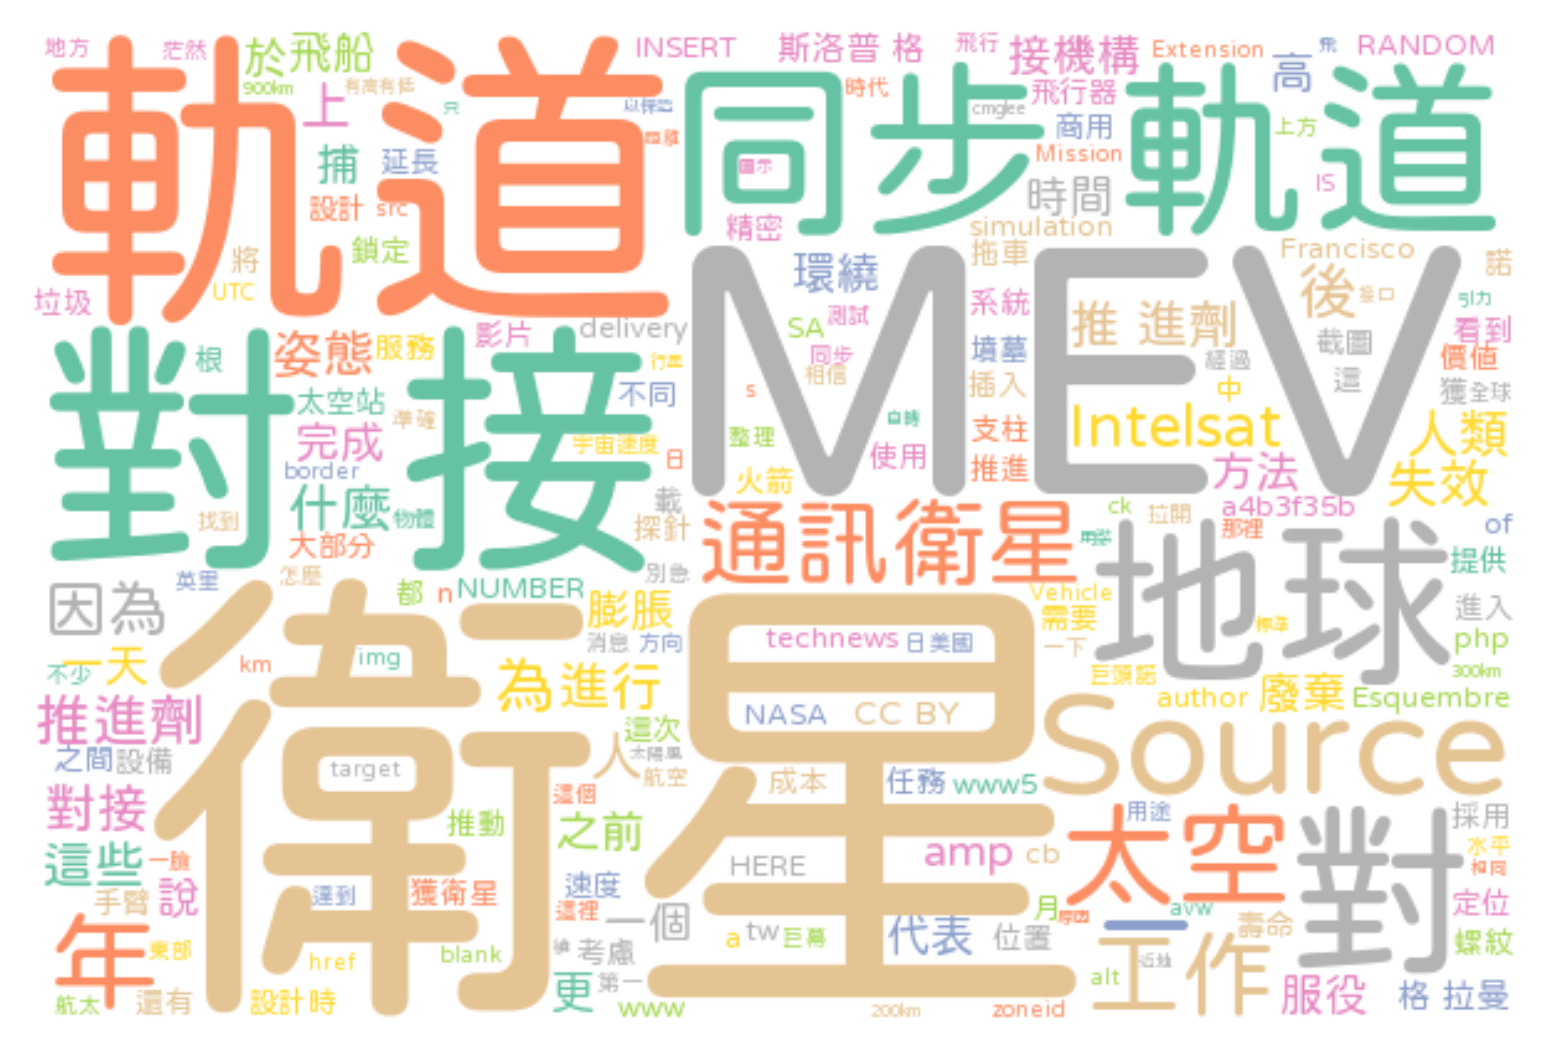 地方
茫然
於
飛船
900km
有高有低
INSERT
斯洛普 格
飛行
接機構
Extension
高
飛
RANDOM
軌道
上
只
同步軌道
時代
cmglee
飛行器
商用
上方
Mission
IS
捕
延長
圖示
時間
設計
src
精密
simulation
鎖定
將
UTC
垃圾
環繞
拖車
Francisco
後
接口
諾
引力
MEV
系統
推 進劑
看到
姿態
服務
影片
delivery
SA
測試
同步
相信
墳墓
截圖
價值
根
行星
經過
這
對接
太空站
準確
不同
s
插入
中
獲
全球
完成
宇宙速度
整理
自轉
支柱
Intelsat
人類
border
日
火箭
使用
推進
方法
失效
什麼
物體
載
找到
探針
大部分
通訊衛星
ck
拉開
a4b3f35b
那裡
of
地球
提供
因為
英里
怎麼
都
n
NUMBER
別急
膨脹
Vehicle
需要
標準
進入
消息
方向
technews
日 美國
一下
php
300km
一天
不少
km
img
為進行
巨頭諾
author
廢棄
Esquembre
衛星
推進劑
NASA
CC BY
Source
這次
太陽風
之間
設備
target
人
航空
成本
任務
www5
這個
對接
推動
之前
太空
用途
對
採用
水平
相同
這些
一臉
HERE
amp
cb
手臂
說
達到
獲衛星
速度
這裡
一個
月
avw
定位
年
東部
a
tw
巨幕
代表
位置
一
壽命
螺紋
href
blank
考慮
工作
近地
航太
還有
設計時
更
第一
www
200km
zoneid
alt
服役
格 拉曼